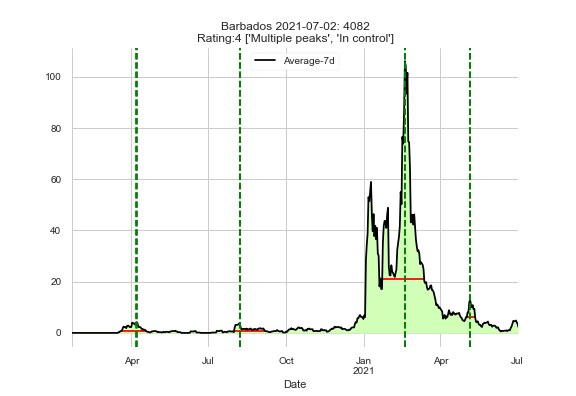 Barbados 2021-07-02: 4082
Rating:4 ['Multiple peaks', 'In control']
Average-7d
100
80
60
40
20
0
Apr Jul Oct Jan Apr Jul
2021
Date